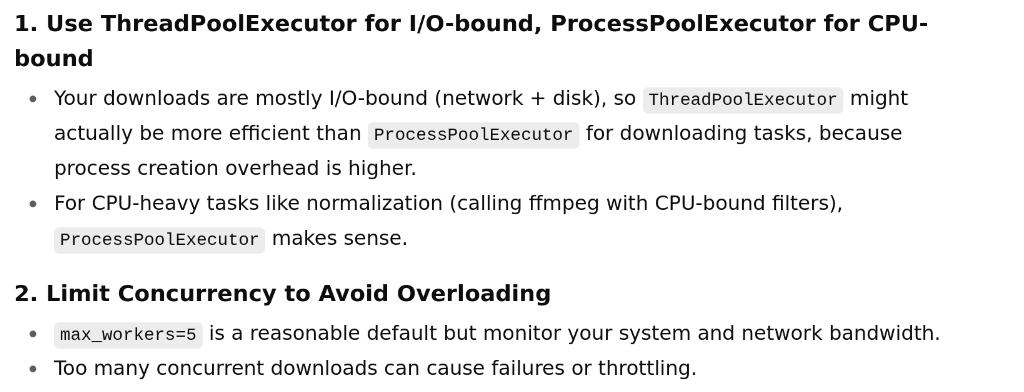 1. Use ThreadPoolExecutor for I/O-bound, ProcessPoolExecutor for CPU-
bound
• Your downloads are mostly I/O-bound (network + disk), so ThreadPoolExecutor might
actually be more efficient than ProcessPoolExecutor for downloading tasks, because
process creation overhead is higher.
• For CPU-heavy tasks like normalization (calling ffmpeg with CPU-bound filters),
ProcessPoolExecutor makes sense.
2. Limit Concurrency to Avoid Overloading
• max_workers=5 is a reasonable default but monitor your system and network bandwidth.
• Too many concurrent downloads can cause failures or throttling.